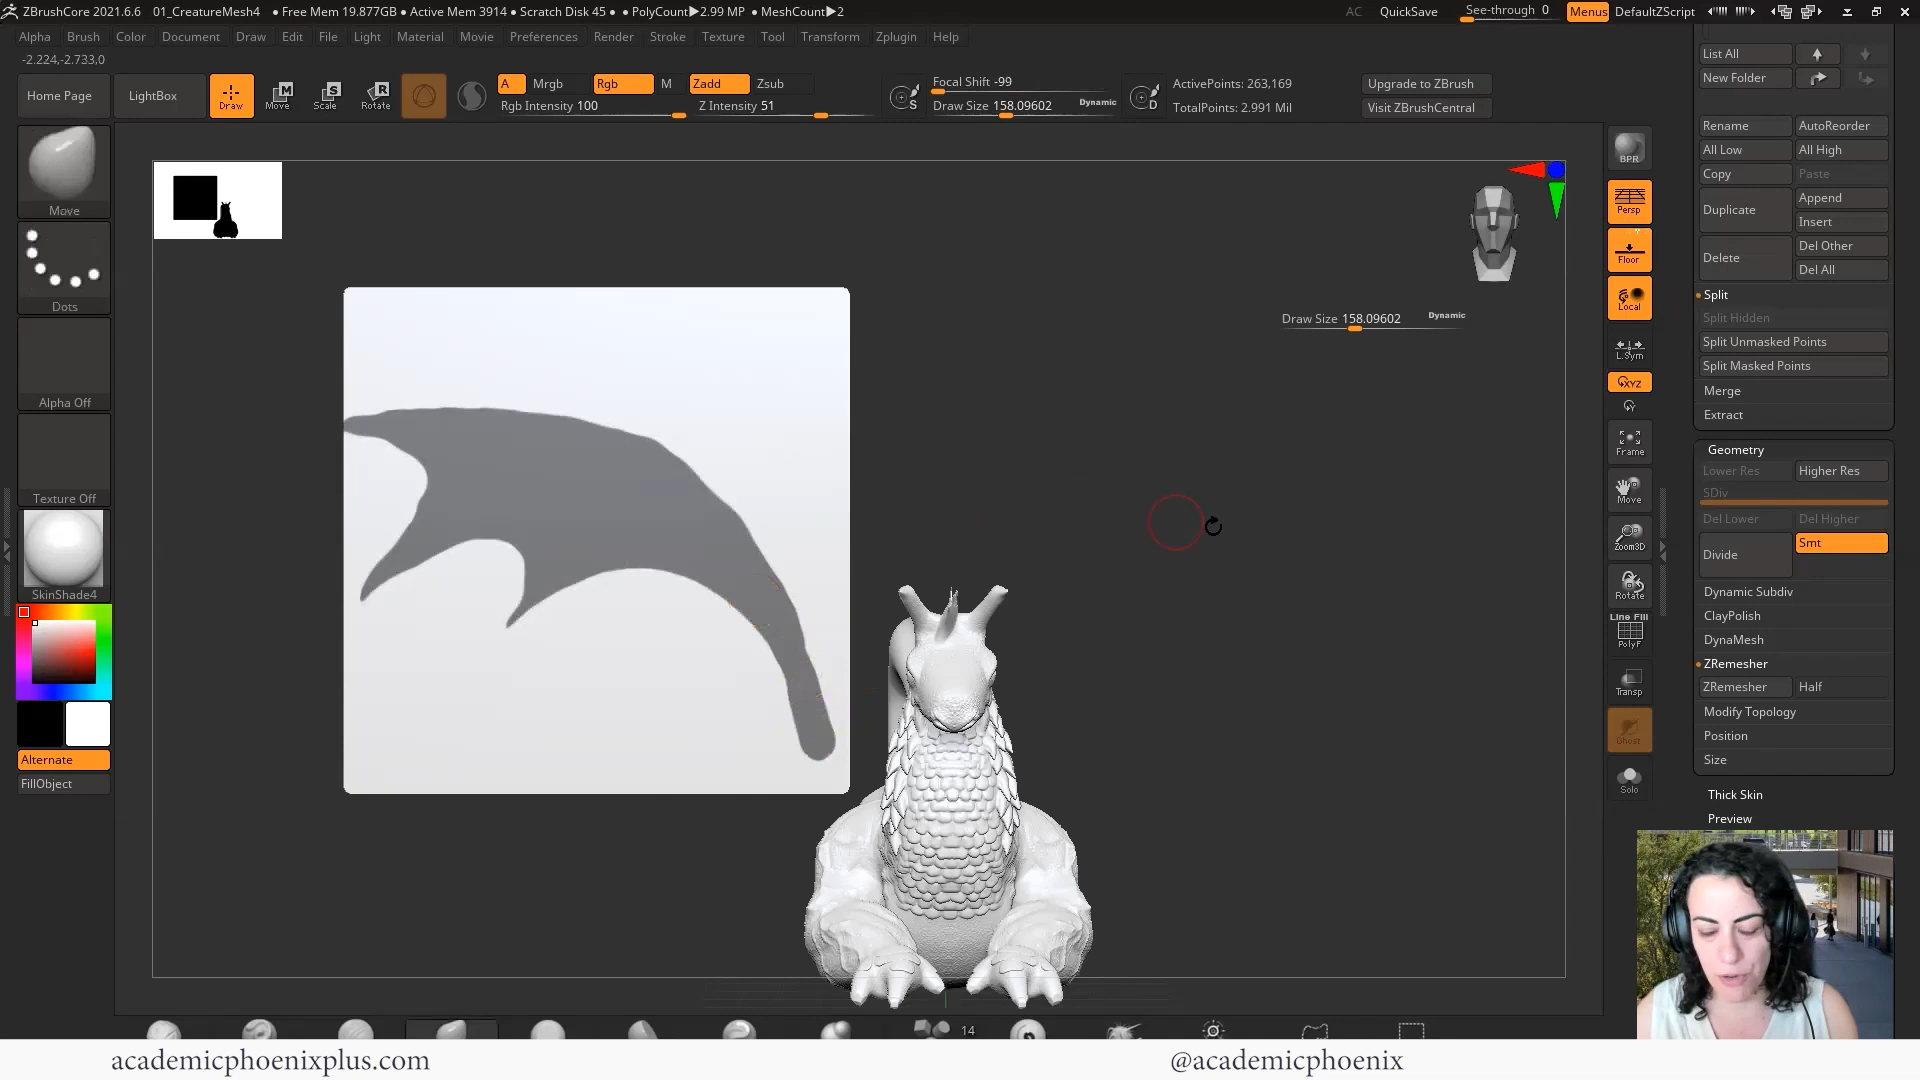 ZBrushCore 2021.6.6 01_CreatureMesh4 • Free Mem 19.877GB • Active Mem 3914 • Scratch Disk 45 • • PolyCount▶2.99 MP • MeshCount▶2 AC QuickSave See-through 0 Menus DefaultZScript
Alpha Brush Color Document Draw Edit File Light Material Movie Preferences Render Stroke Texture Tool Transform Zplugin Help
-2.224,-2.733,0
Home Page LightBox Draw Move Scale Rotate
A Mrgb Rgb M Zadd Zsub
Rgb Intensity 100 Z Intensity 51
Focal Shift -99
Draw Size 158.09602 Dynamic
ActivePoints: 263,169
TotalPoints: 2.991 Mil
Upgrade to ZBrush
Visit ZBrushCentral
Move
Dots
Alpha Off
Texture Off
SkinShade4
Alternate
FillObject
Draw Size 158.09602 Dynamic
14
BPR
Persp
Floor
Local
L.Sym
XYZ
Frame
Move
Zoom3D
Rotate
Line Fill
PolyF
Transp
Ghost
Solo
List All
New Folder
Rename AutoReorder
All Low All High
Copy Paste
Duplicate Append
Insert
Delete Del Other
Del All
Split
Split Hidden
Split Unmasked Points
Split Masked Points
Merge
Extract
Geometry
Lower Res Higher Res
SDiv
Del Lower Del Higher
Divide Smt
Dynamic Subdiv
ClayPolish
DynaMesh
ZRemesher
ZRemesher Half
Modify Topology
Position
Size
Thick Skin
Preview
academicphoenixplus.com @academicphoenix